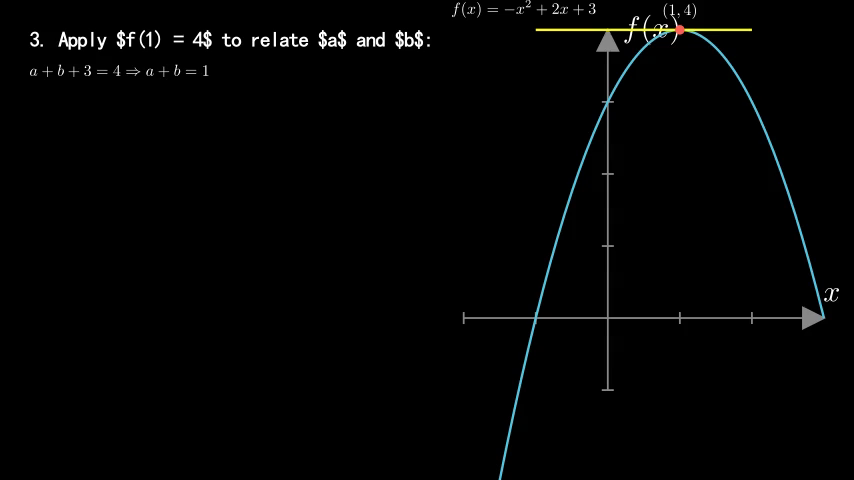 f(x) = −x² + 2x + 3
(1, 4)
f(x)
3. Apply $f(1) = 4$ to relate $a$ and $b$:
a + b + 3 = 4 ⇒ a + b = 1
x